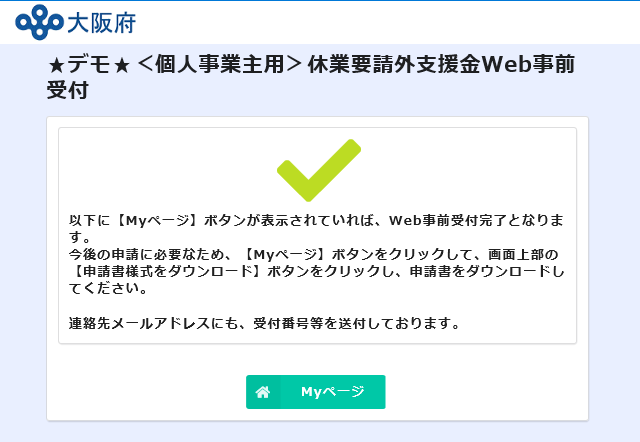 大阪府
★デモ★＜個人事業主用＞休業要請外支援金Web事前
受付
以下に【Myページ】ボタンが表示されていれば、Web事前受付完了となりま
す。
今後の申請に必要なため、【Myページ】ボタンをクリックして、画面上部の
【申請書様式をダウンロード】ボタンをクリックし、申請書をダウンロードし
てください。
連絡先メールアドレスにも、受付番号等を送付しております。
Myページ